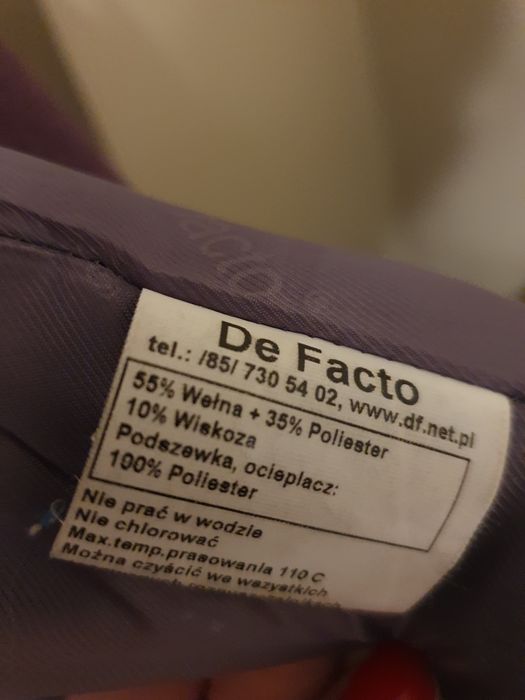 acto
De Facto
tel.: /85/ 730 54 02, www.df.net.pl
55% Wełna + 35% Poliester
10% Wiskoza
Podszewka, ocieplacz:
100% Poliester
Nie prać w wodzie
Nie chlorować
Max.temp.prasowania 110 C
Można czyścić we wszystkich